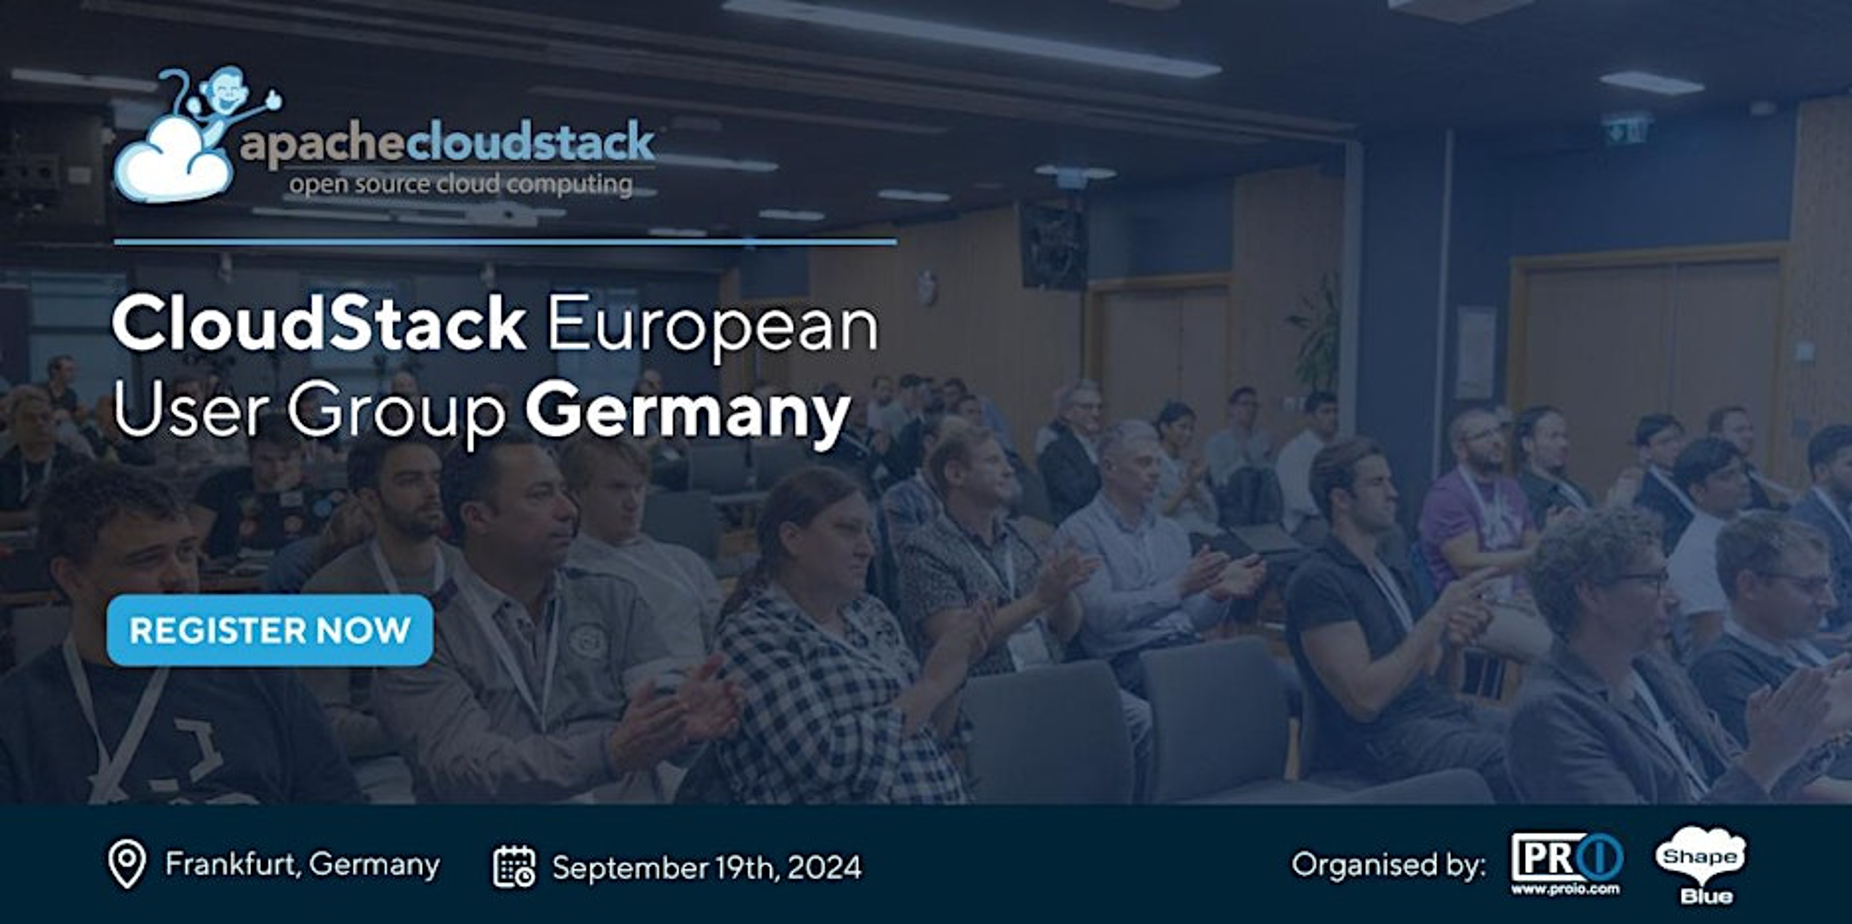 apachecloudstack
open source cloud computing
CloudStack European
User Group Germany
REGISTER NOW
Frankfurt, Germany
September 19th, 2024
Organised by:
PRIO
www.proio.com
Shape
Blue